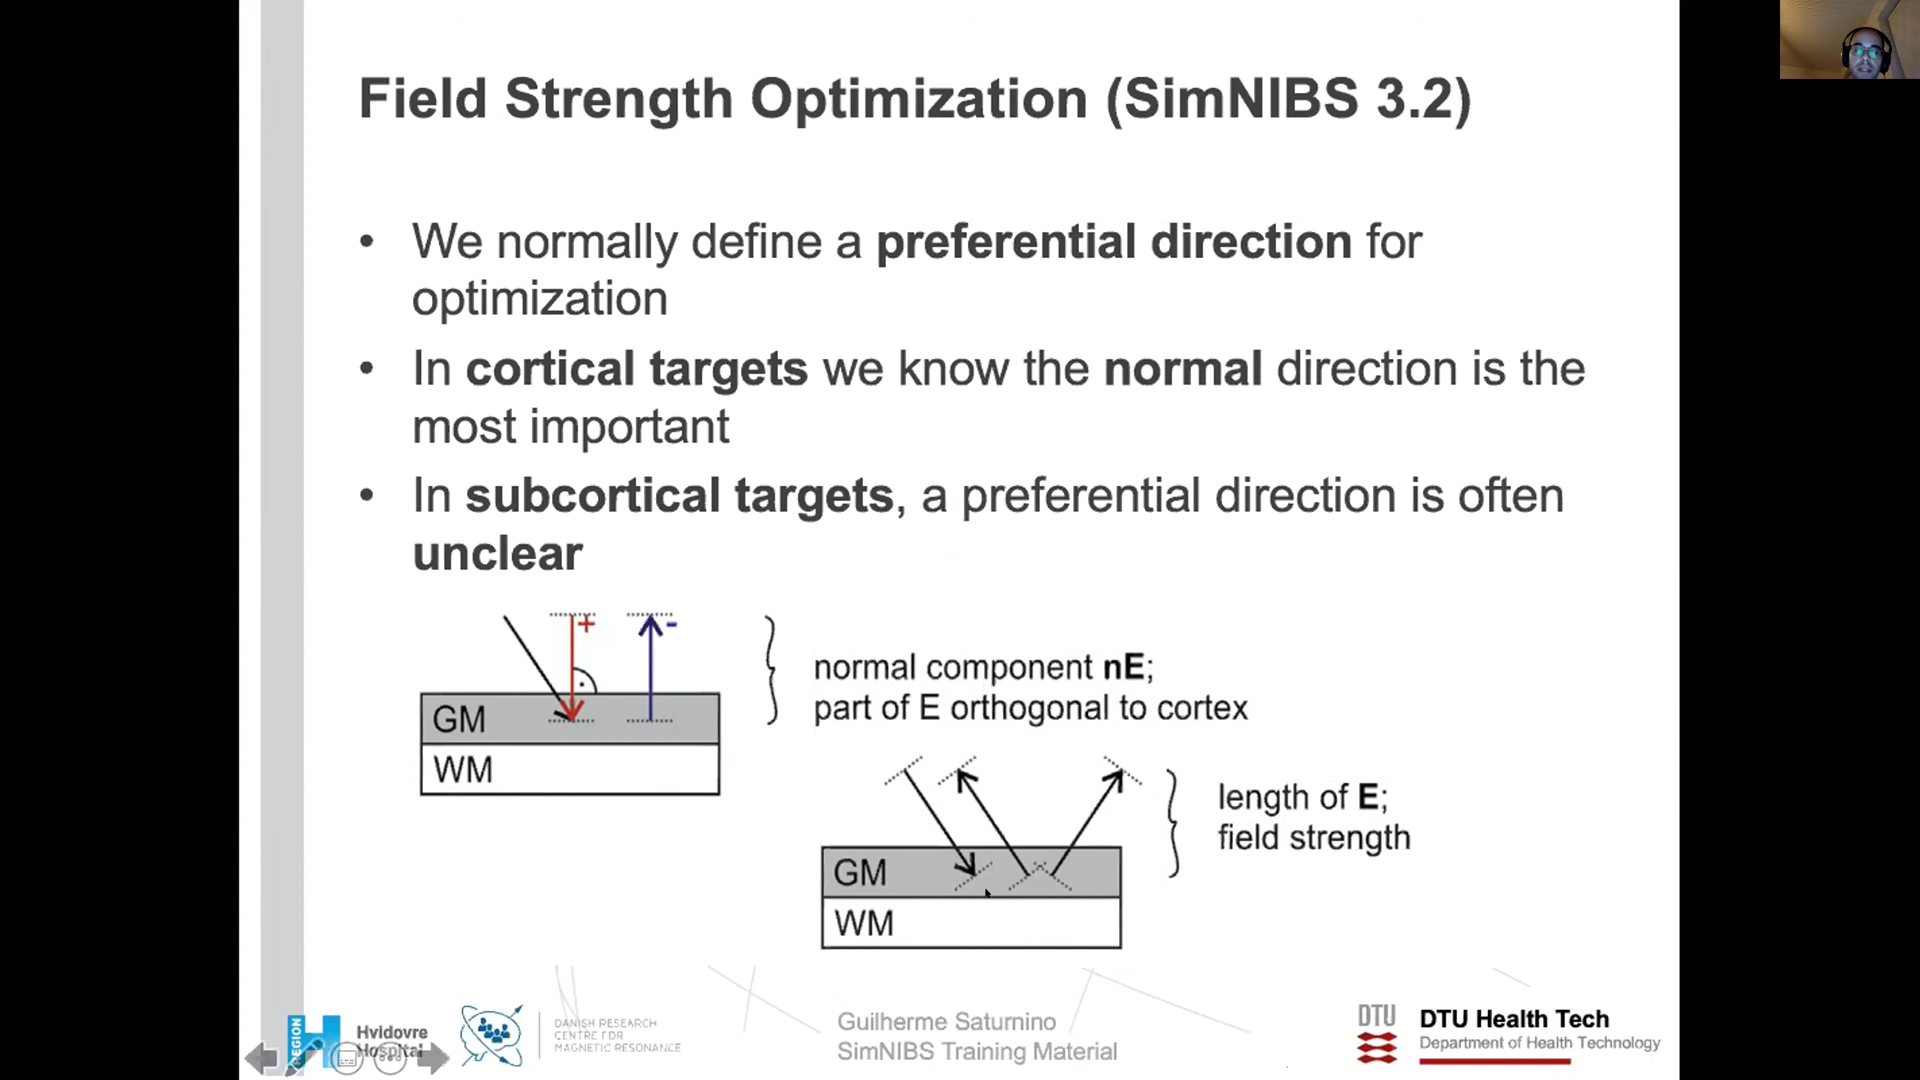 Field Strength Optimization (SimNIBS 3.2)
• We normally define a preferential direction for
optimization
• In cortical targets we know the normal direction is the
most important
• In subcortical targets, a preferential direction is often
unclear
+ -
GM
WM
normal component nE;
part of E orthogonal to cortex
GM
WM
length of E;
field strength
REGION
Hvidovre
Hospital
DANISH RESEARCH
CENTRE FOR
MAGNETIC RESONANCE
Guilherme Saturnino
SimNIBS Training Material
DTU
DTU Health Tech
Department of Health Technology